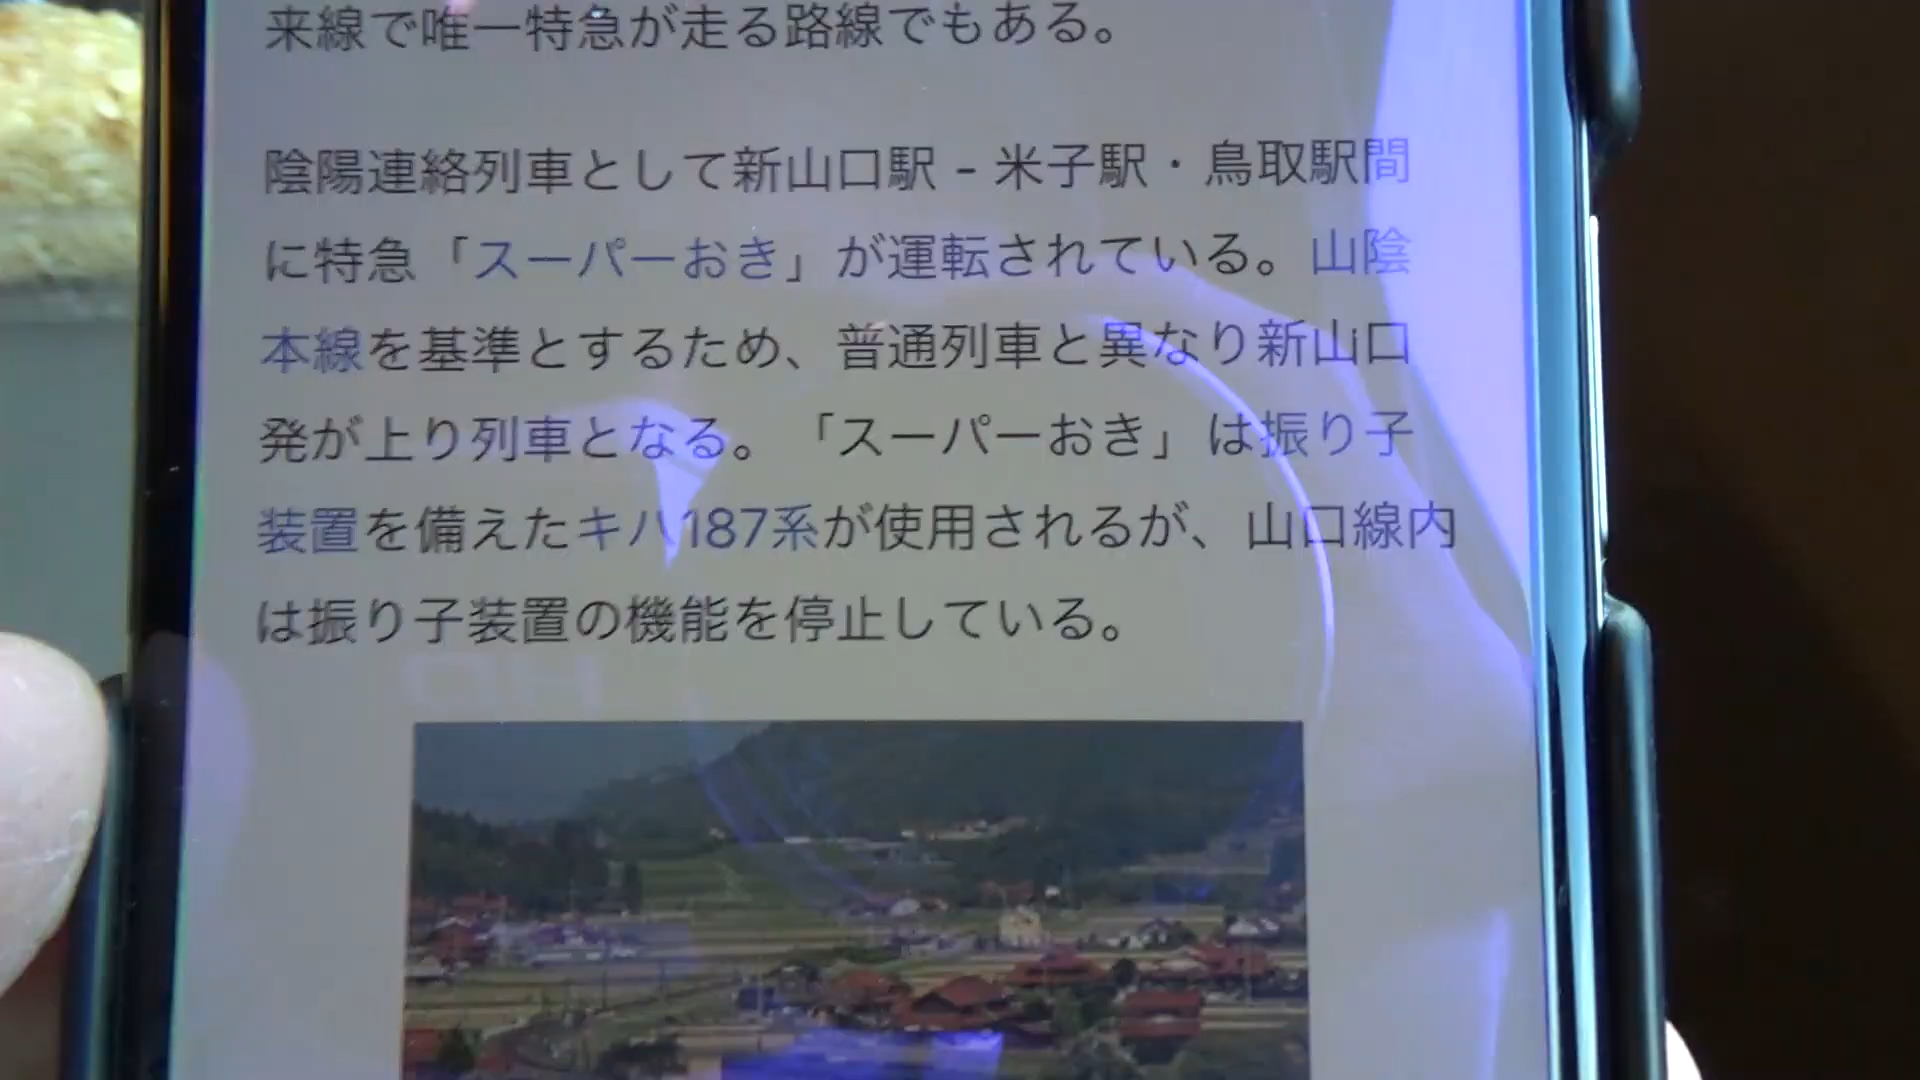 来線で唯一特急が走る路線でもある。
陰陽連絡列車として新山口駅 - 米子駅・鳥取駅間
に特急「スーパーおき」が運転されている。山陰
本線を基準とするため、普通列車と異なり新山口
発が上り列車となる。「スーパーおき」は振り子
装置を備えたキハ187系が使用されるが、山口線内
は振り子装置の機能を停止している。